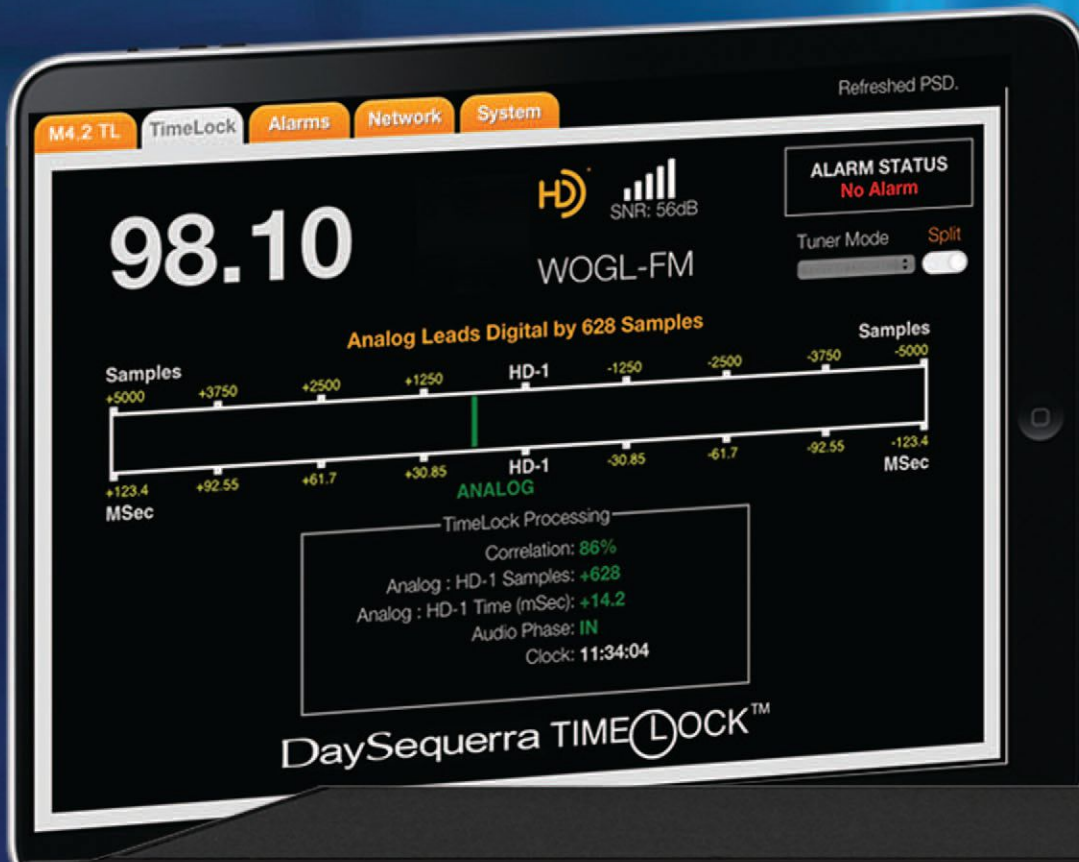 Refreshed PSD.
M4.2 TL TimeLock Alarms Network System
98.10
HD
SNR: 56dB
WOGL-FM
ALARM STATUS
No Alarm
Tuner Mode Split
Analog Leads Digital by 628 Samples
Samples Samples
+5000 +3750 +2500 +1250 HD-1 -1250 -2500 -3750 -5000
+123.4 +92.55 +61.7 +30.85 HD-1 -30.85 -61.7 -92.55 -123.4
MSec ANALOG MSec
TimeLock Processing
Correlation: 86%
Analog : HD-1 Samples: +628
Analog : HD-1 Time (mSec): +14.2
Audio Phase: IN
Clock: 11:34:04
DaySequerra TIMELOCK™